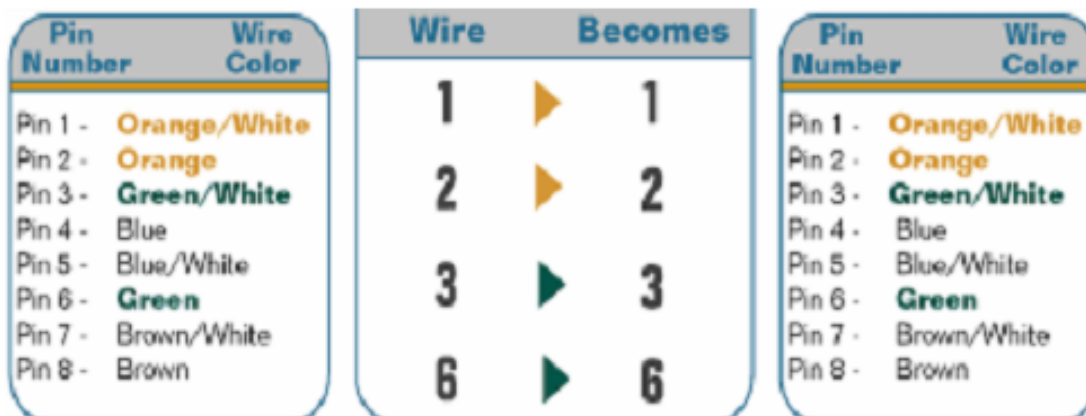 Pin Number Wire Color
Pin 1 - Orange/White
Pin 2 - Orange
Pin 3 - Green/White
Pin 4 - Blue
Pin 5 - Blue/White
Pin 6 - Green
Pin 7 - Brown/White
Pin 8 - Brown
Wire Becomes
1 1
2 2
3 3
6 6
Pin Number Wire Color
Pin 1 - Orange/White
Pin 2 - Orange
Pin 3 - Green/White
Pin 4 - Blue
Pin 5 - Blue/White
Pin 6 - Green
Pin 7 - Brown/White
Pin 8 - Brown